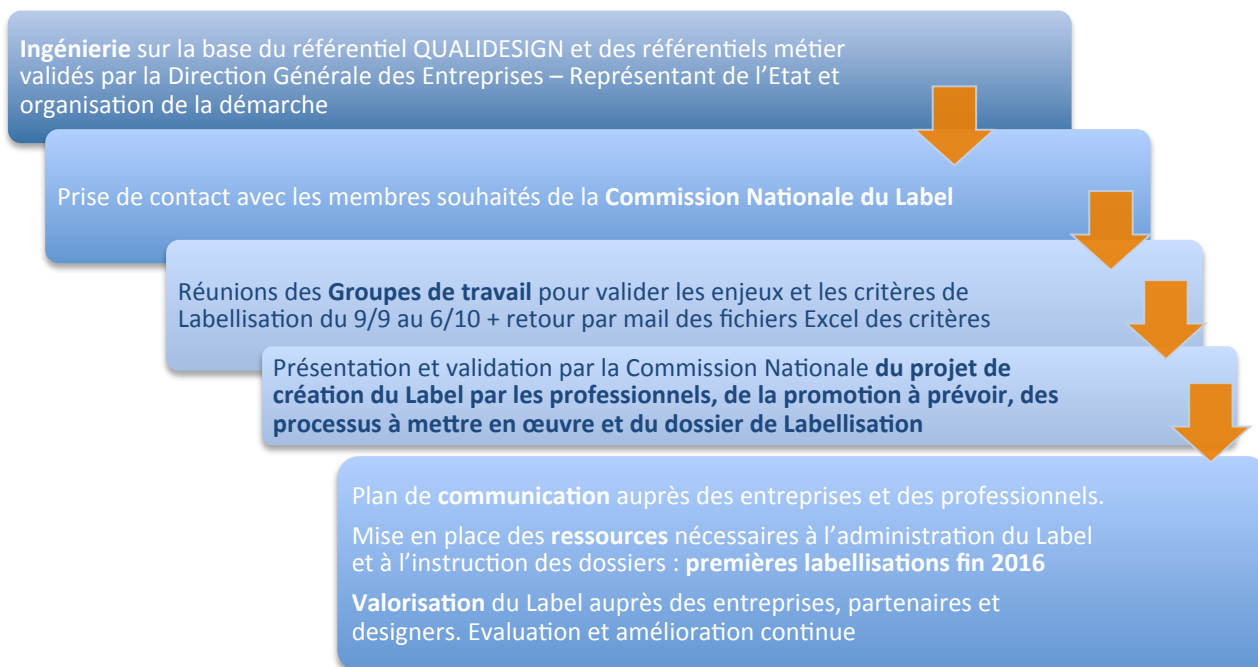 Ingénierie sur la base du référentiel QUALIDESIGN et des référentiels métier
validés par la Direction Générale des Entreprises – Représentant de l’Etat et
organisation de la démarche
Prise de contact avec les membres souhaités de la Commission Nationale du Label
Réunions des Groupes de travail pour valider les enjeux et les critères de
Labellisation du 9/9 au 6/10 + retour par mail des fichiers Excel des critères
Présentation et validation par la Commission Nationale du projet de
création du Label par les professionnels, de la promotion à prévoir, des
processus à mettre en œuvre et du dossier de Labellisation
Plan de communication auprès des entreprises et des professionnels.
Mise en place des ressources nécessaires à l’administration du Label
et à l’instruction des dossiers : premières labellisations fin 2016
Valorisation du Label auprès des entreprises, partenaires et
designers. Evaluation et amélioration continue